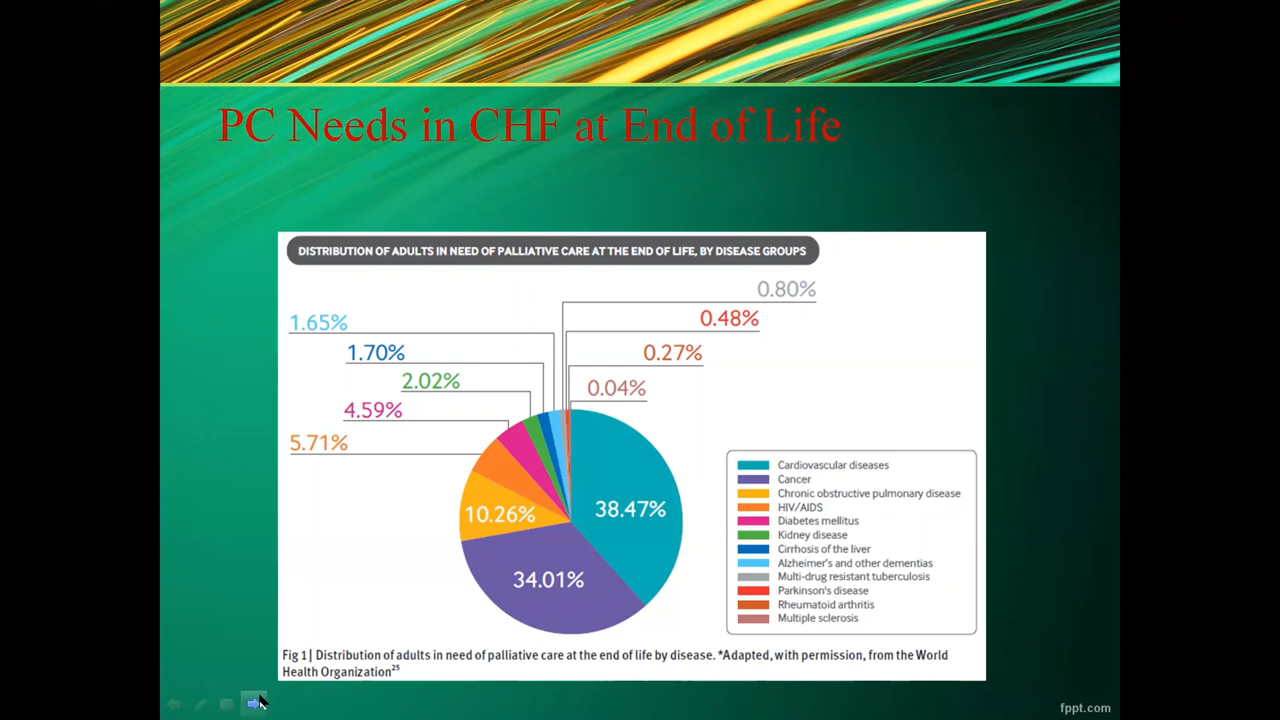 PC Needs in CHF at End of Life
DISTRIBUTION OF ADULTS IN NEED OF PALLIATIVE CARE AT THE END OF LIFE, BY DISEASE GROUPS
0.80%
0.48%
0.27%
0.04%
1.65%
1.70%
2.02%
4.59%
5.71%
10.26%
38.47%
34.01%
Cardiovascular diseases
Cancer
Chronic obstructive pulmonary disease
HIV/AIDS
Diabetes mellitus
Kidney disease
Cirrhosis of the liver
Alzheimer's and other dementias
Multi-drug resistant tuberculosis
Parkinson's disease
Rheumatoid arthritis
Multiple sclerosis
Fig 1| Distribution of adults in need of palliative care at the end of life by disease. *Adapted, with permission, from the World
Health Organization25
fppt.com